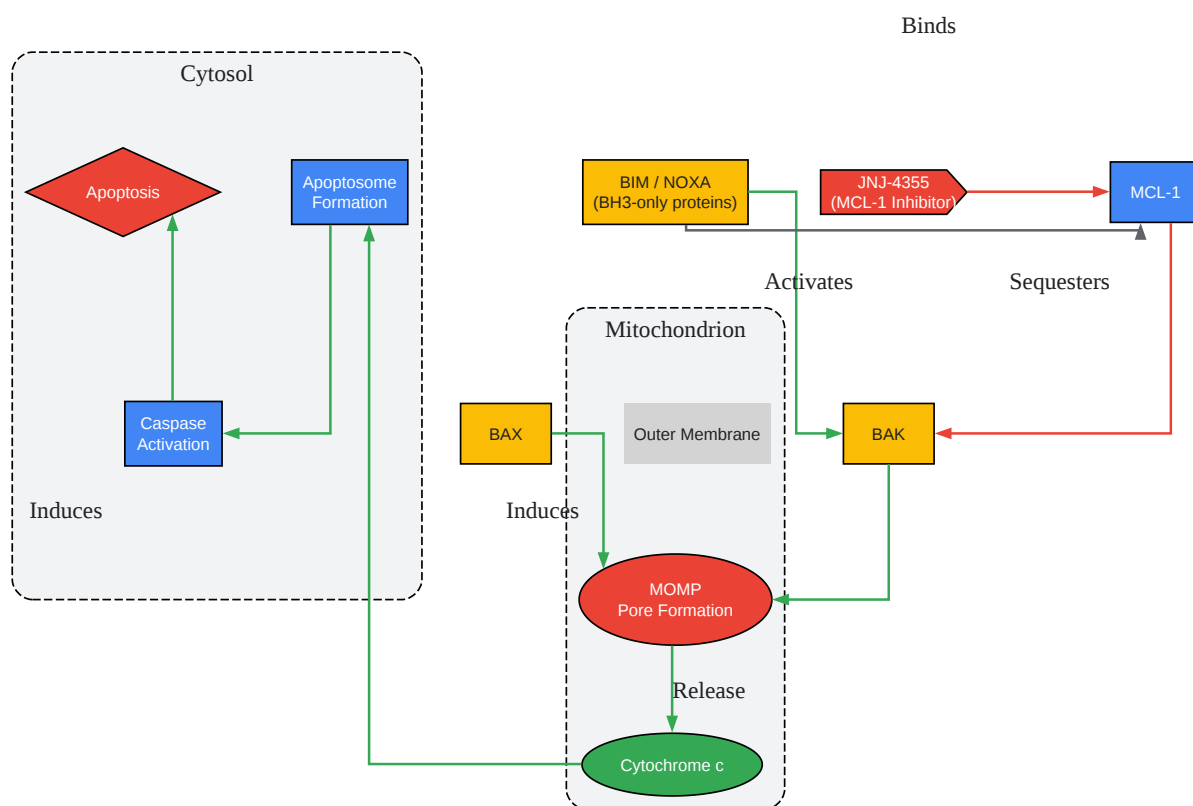 Binds
Cytosol
Apoptosis
Apoptosome
Formation
BIM / NOXA
(BH3-only proteins)
JNJ-4355
(MCL-1 Inhibitor)
MCL-1
Activates
Sequesters
Mitochondrion
Caspase
Activation
BAX
Outer Membrane
BAK
Induces
Induces
MOMP
Pore Formation
Release
Cytochrome c